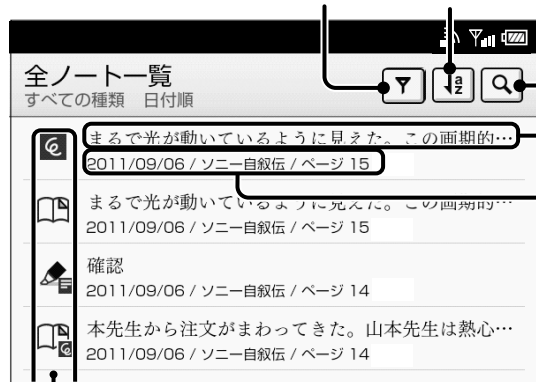 全ノート一覧
すべての種類 日付順
まるで光が動いているように見えた。この画期的…
2011/09/06 / ソニー自叙伝 / ページ 15
まるで光が動いているように見えた。この画期的…
2011/09/06 / ソニー自叙伝 / ページ 15
確認
2011/09/06 / ソニー自叙伝 / ページ 14
本先生から注文がまわってきた。山本先生は熱心…
2011/09/06 / ソニー自叙伝 / ページ 14